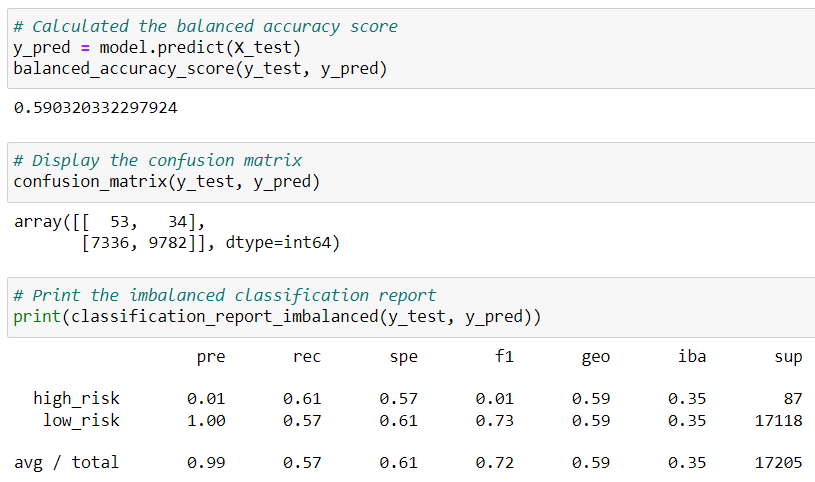 # Calculated the balanced accuracy score
y_pred = model.predict(X_test)
balanced_accuracy_score(y_test, y_pred)
0.590320332297924
# Display the confusion matrix
confusion_matrix(y_test, y_pred)
array([[  53,   34],
       [7336, 9782]], dtype=int64)
# Print the imbalanced classification report
print(classification_report_imbalanced(y_test, y_pred))
pre rec spe f1 geo iba sup
high_risk 0.01 0.61 0.57 0.01 0.59 0.35 87
low_risk 1.00 0.57 0.61 0.73 0.59 0.35 17118
avg / total 0.99 0.57 0.61 0.72 0.59 0.35 17205